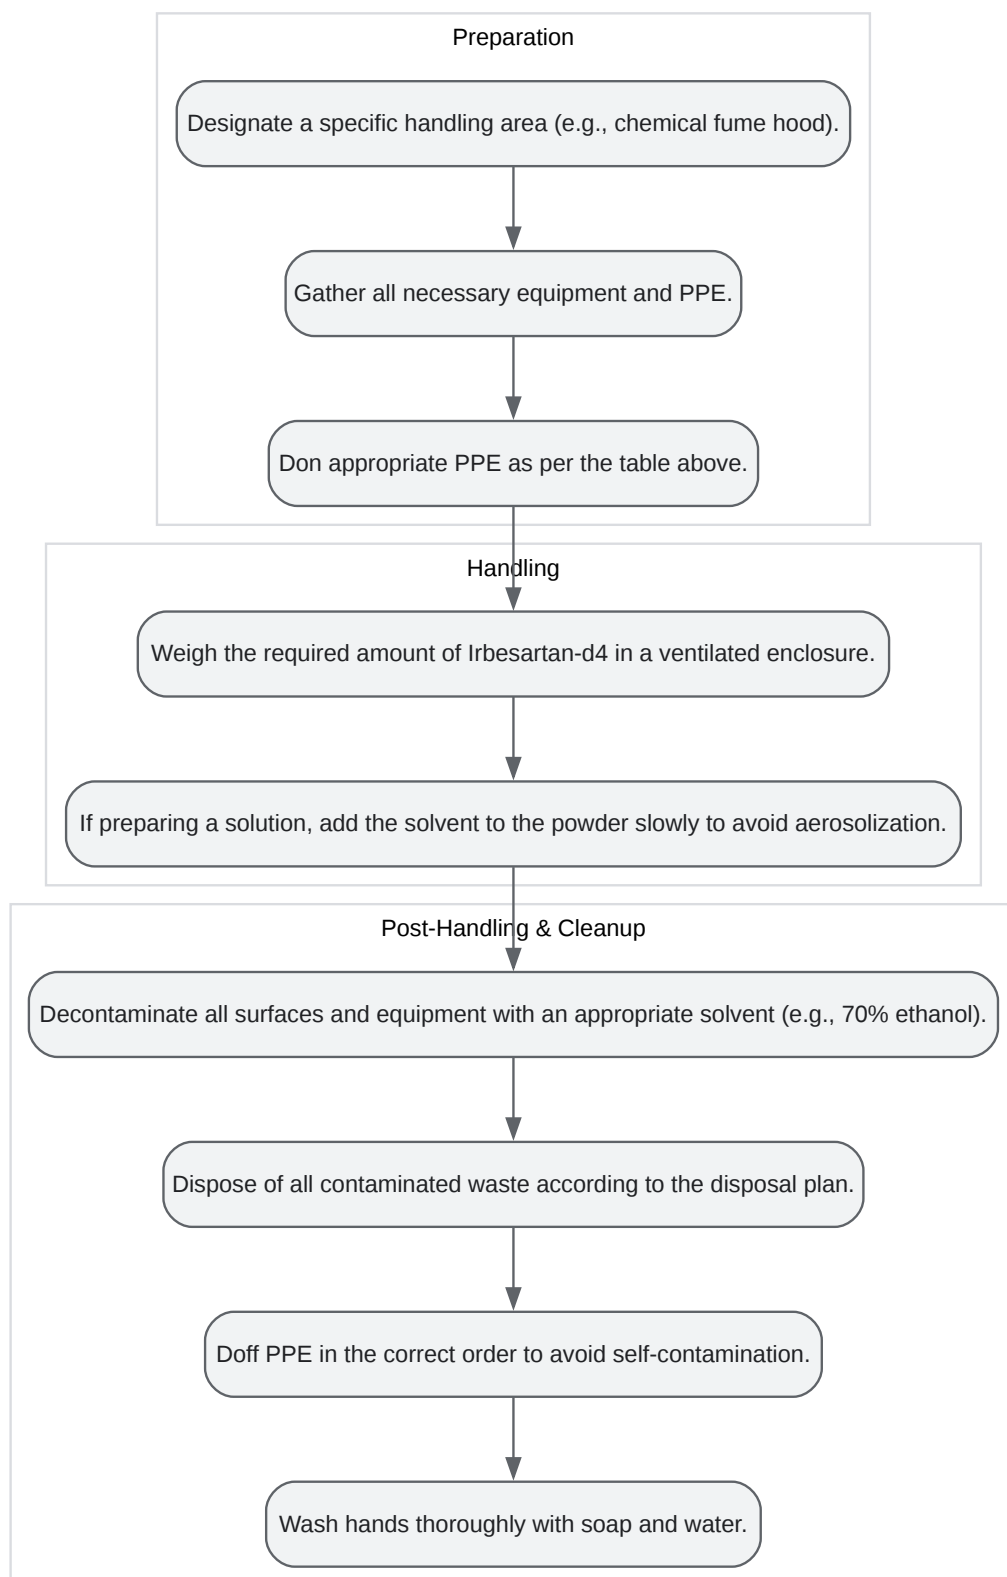 Preparation
Designate a specific handling area (e.g., chemical fume hood).
Gather all necessary equipment and PPE.
Don appropriate PPE as per the table above.
Handling
Weigh the required amount of Irbesartan-d4 in a ventilated enclosure.
If preparing a solution, add the solvent to the powder slowly to avoid aerosolization.
Post-Handling & Cleanup
Decontaminate all surfaces and equipment with an appropriate solvent (e.g., 70% ethanol).
Dispose of all contaminated waste according to the disposal plan.
Doff PPE in the correct order to avoid self-contamination.
Wash hands thoroughly with soap and water.